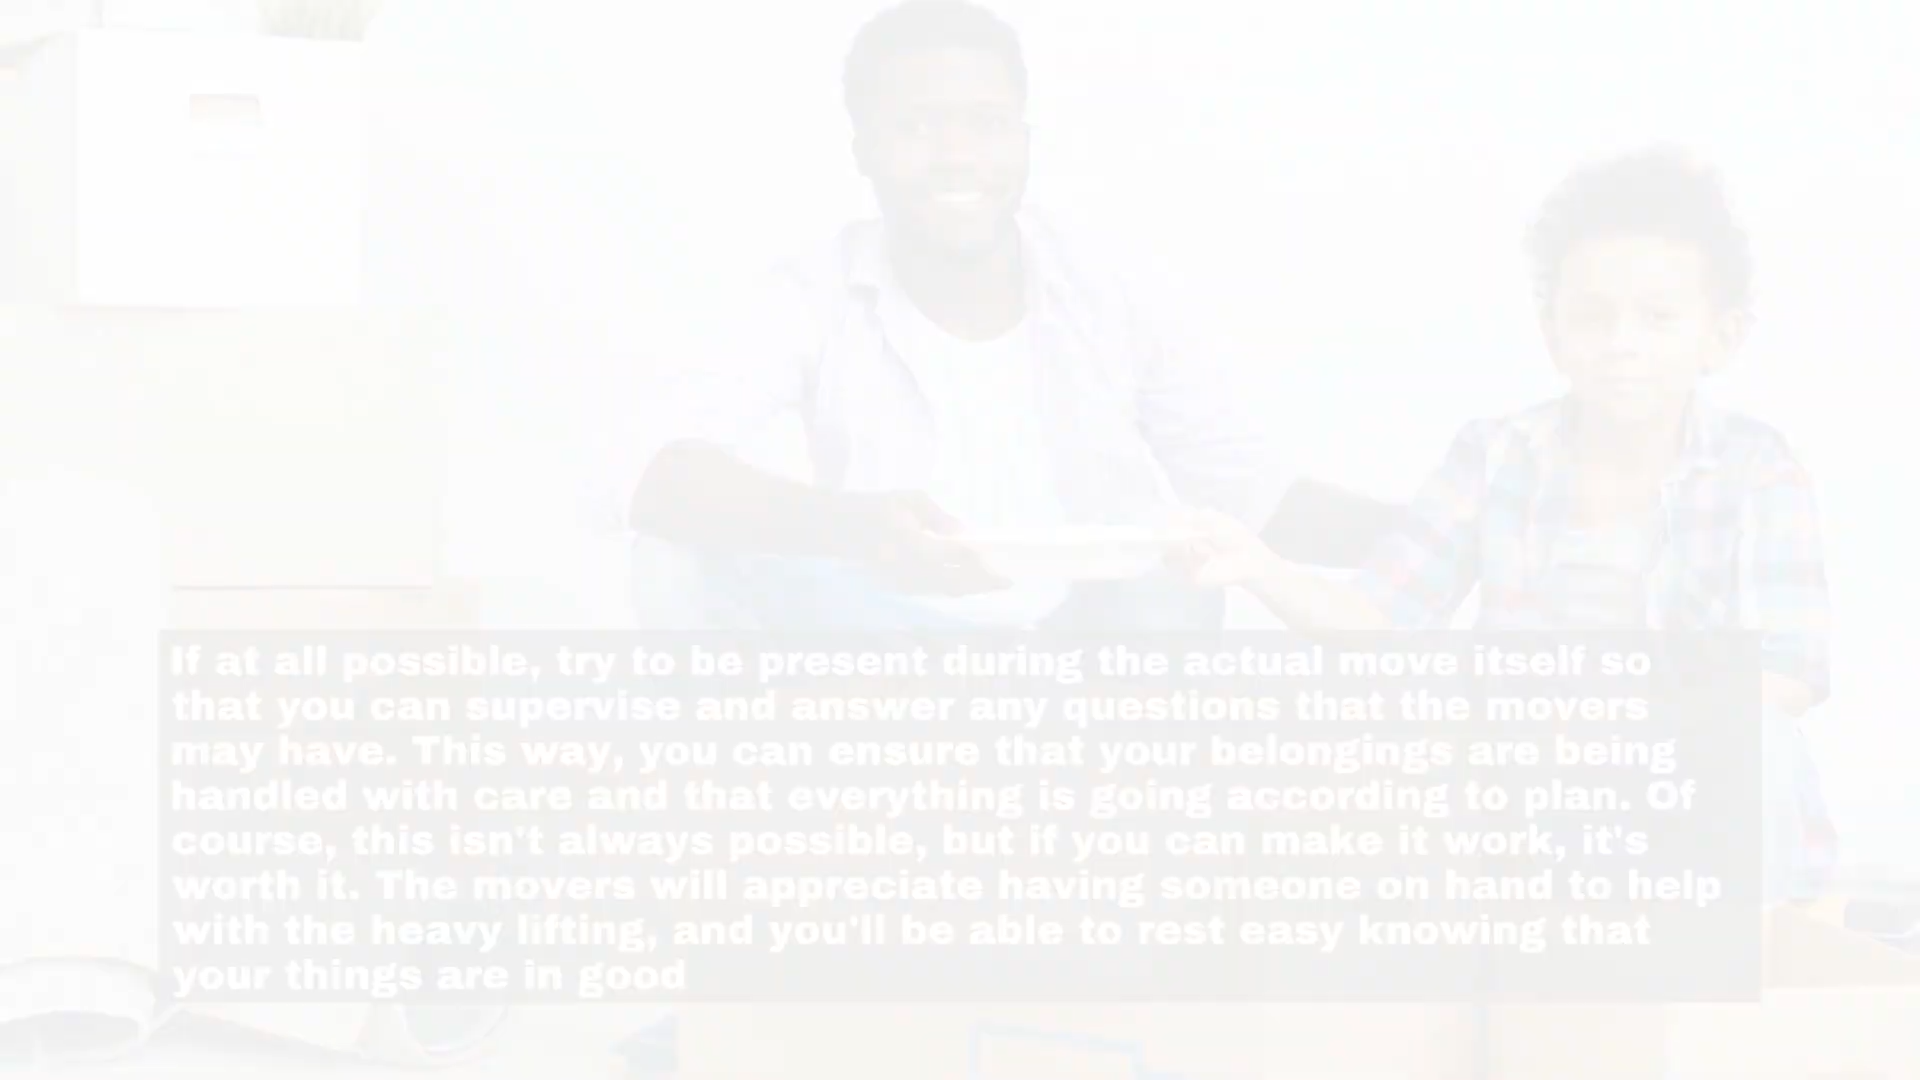 If at all possible, try to be present during the actual move itself so
that you can supervise and answer any questions that the movers
may have. This way, you can ensure that your belongings are being
handled with care and that everything is going according to plan. Of
course, this isn't always possible, but if you can make it work, it's
worth it. The movers will appreciate having someone on hand to help
with the heavy lifting, and you'll be able to rest easy knowing that
your things are in good